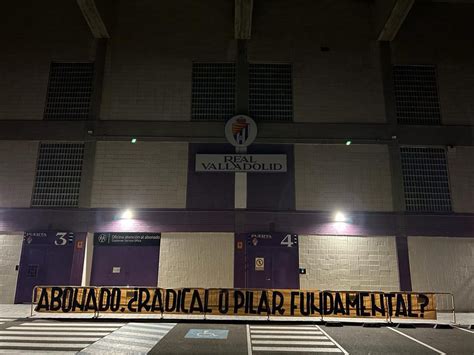 REAL
VALLADOLID
PUERTA 3
Oficina atención al abonado
PUERTA 4
ABONADO, ¿RADICAL O PILAR FUNDAMENTAL?